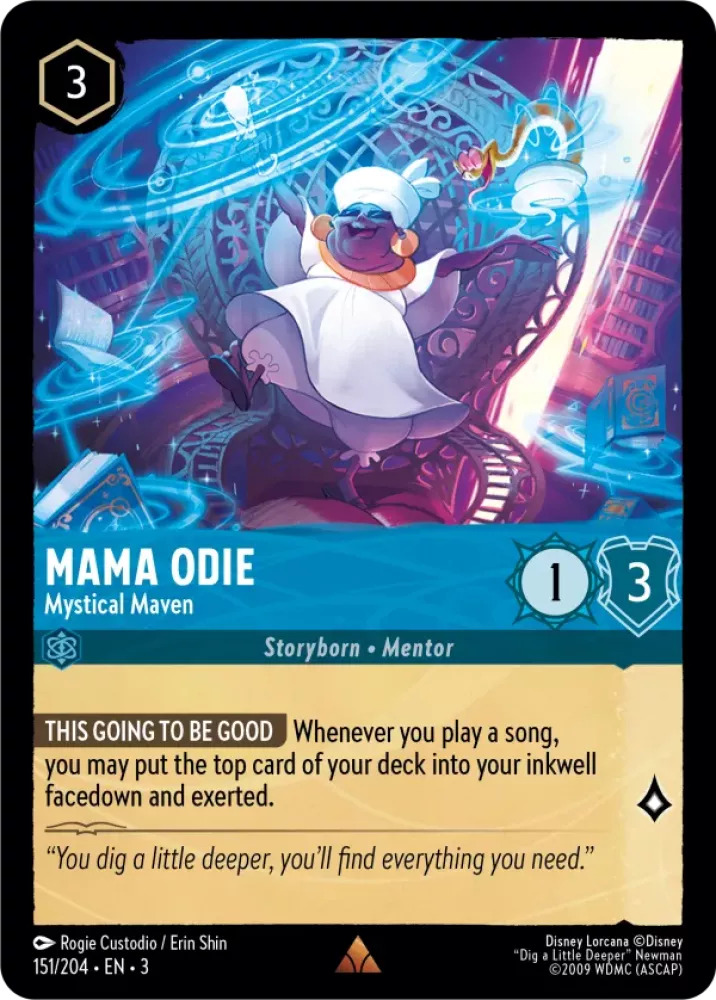 3
MAMA ODIE
Mystical Maven
1
3
Storyborn • Mentor
THIS GOING TO BE GOOD Whenever you play a song,
you may put the top card of your deck into your inkwell
facedown and exerted.
“You dig a little deeper, you’ll find everything you need.”
Rogie Custodio / Erin Shin
151/204 • EN • 3
Disney Lorcana ©Disney
“Dig a Little Deeper” Newman
©2009 WDMC (ASCAP)